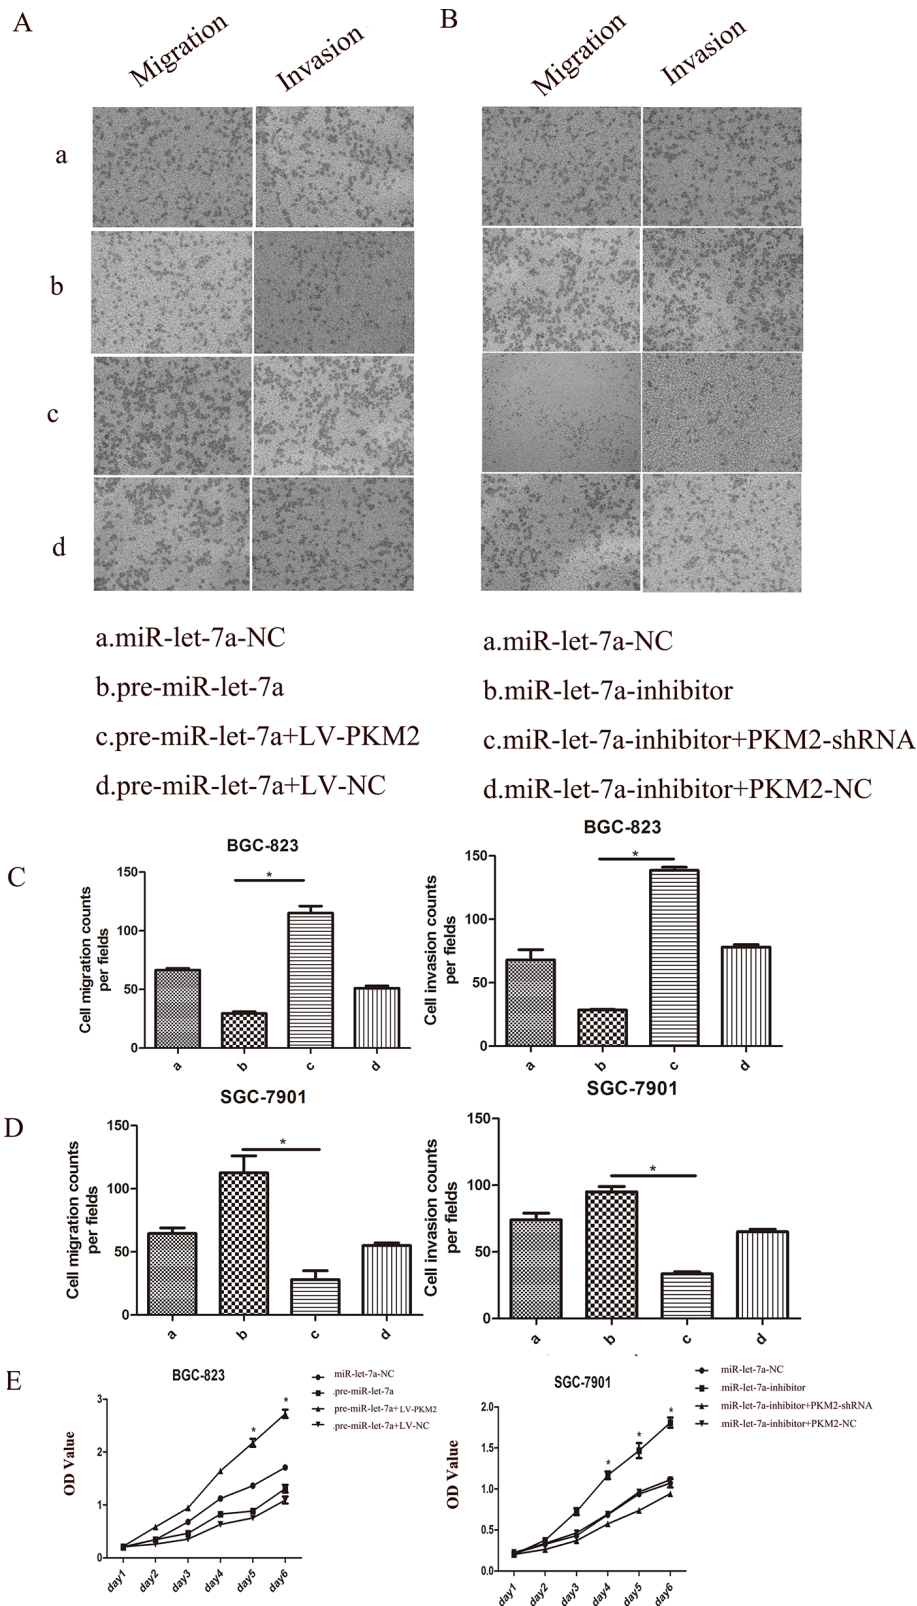 A
B
Migration
Invasion
Migration
Invasion
a
b
c
d
a.miR-let-7a-NC
b.pre-miR-let-7a
c.pre-miR-let-7a+LV-PKM2
d.pre-miR-let-7a+LV-NC
a.miR-let-7a-NC
b.miR-let-7a-inhibitor
c.miR-let-7a-inhibitor+PKM2-shRNA
d.miR-let-7a-inhibitor+PKM2-NC
C
BGC-823
Cell migration counts
per fields
150
100
50
0
*
a b c d
BGC-823
Cell invasion counts
per fields
150
100
50
0
*
a b c d
D
SGC-7901
Cell migration counts
per fields
150
100
50
0
*
a b c d
SGC-7901
Cell invasion counts
per fields
150
100
50
0
*
a b c d
E
BGC-823
miR-let-7a-NC
.pre-miR-let-7a
pre-miR-let-7a+LV-PKM2
.pre-miR-let-7a+LV-NC
OD Value
3
2
1
0
* *
day1 day2 day3 day4 day5 day6
SGC-7901
miR-let-7a-NC
.miR-let-7a-inhibitor
miR-let-7a-inhibitor+PKM2-shRNA
miR-let-7a-inhibitor+PKM2-NC
OD Value
2.0
1.5
1.0
0.5
0.0
* * *
day1 day2 day3 day4 day5 day6